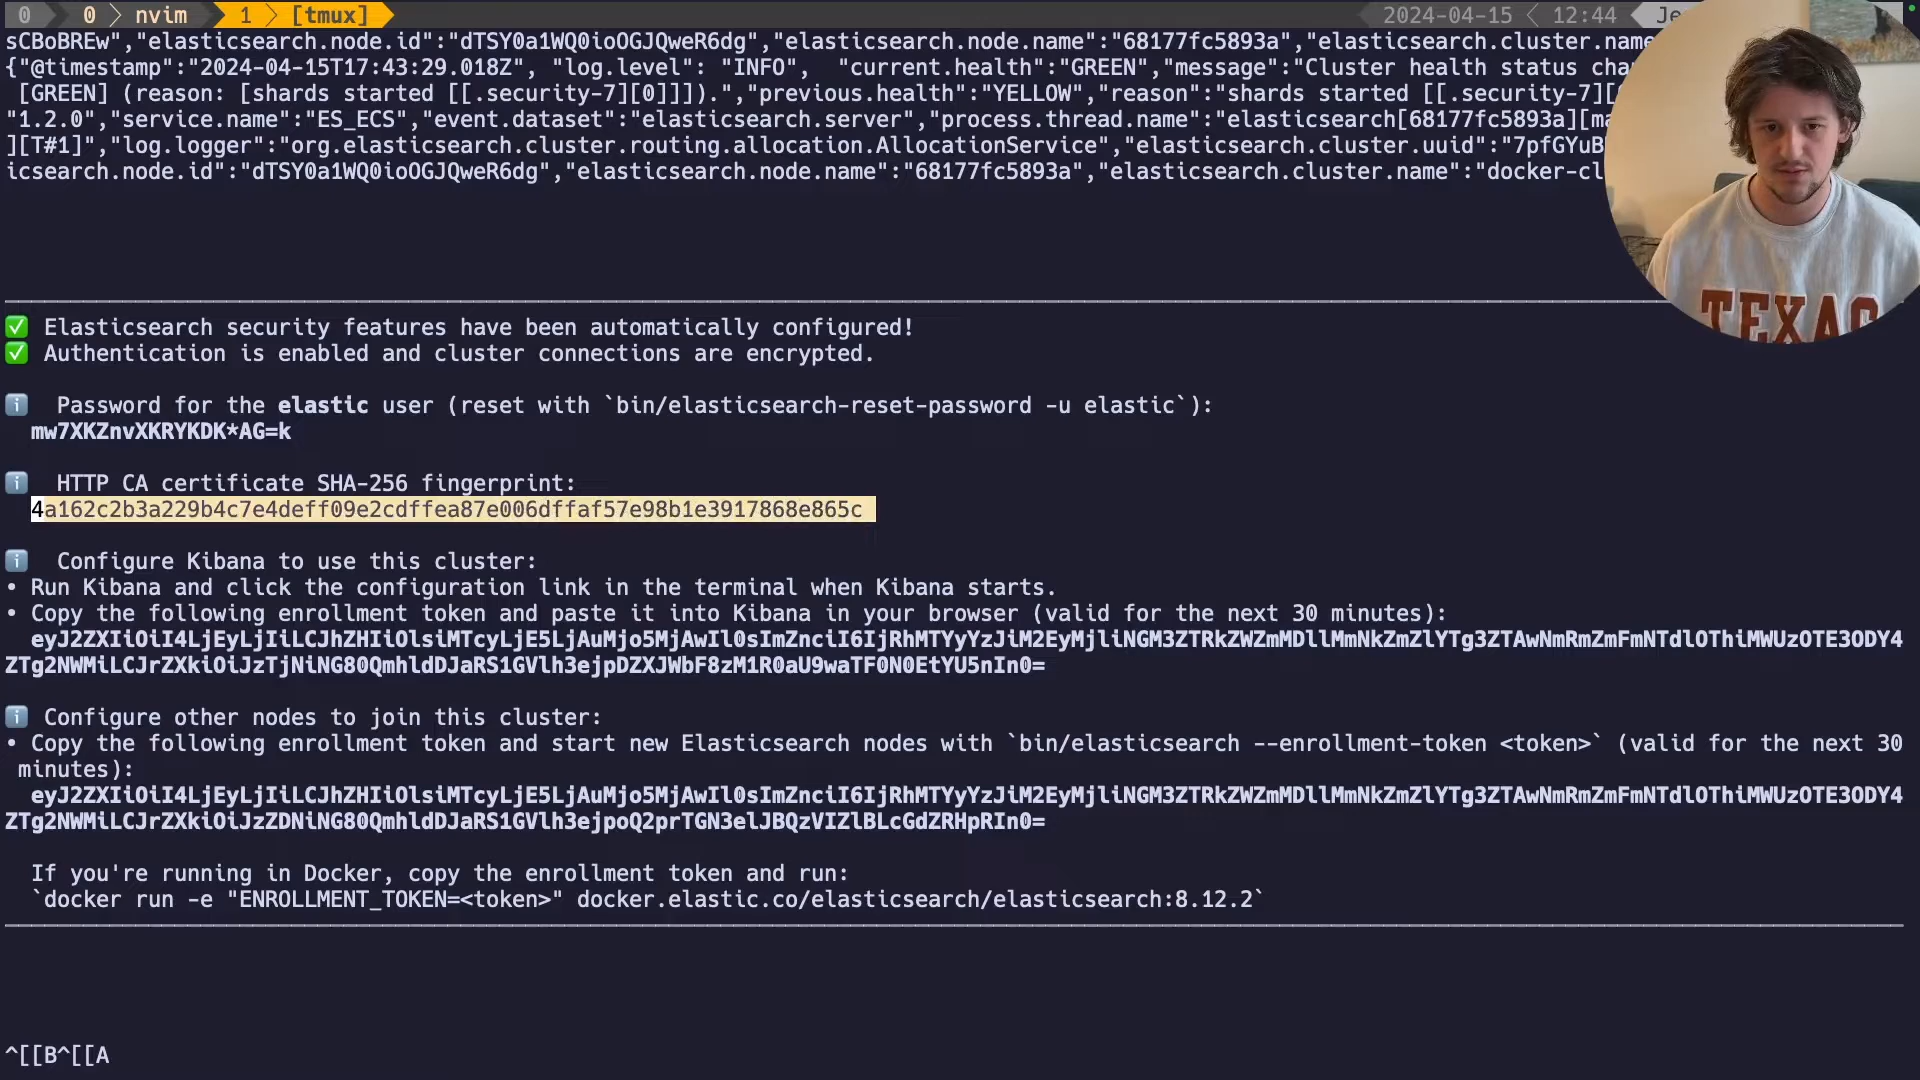 0 0 nvim 1 [tmux] 2024-04-15 12:44 Je
sCBoBREw","elasticsearch.node.id":"dTSY0a1WQ0ioOGJQweR6dg","elasticsearch.node.name":"68177fc5893a","elasticsearch.cluster.name
{"@timestamp":"2024-04-15T17:43:29.018Z", "log.level": "INFO",  "current.health":"GREEN","message":"Cluster health status cha
[GREEN] (reason: [shards started [[.security-7][0]]]).","previous.health":"YELLOW","reason":"shards started [[.security-7][
"1.2.0","service.name":"ES_ECS","event.dataset":"elasticsearch.server","process.thread.name":"elasticsearch[68177fc5893a][ma
][T#1]","log.logger":"org.elasticsearch.cluster.routing.allocation.AllocationService","elasticsearch.cluster.uuid":"7pfGYuB
icsearch.node.id":"dTSY0a1WQ0ioOGJQweR6dg","elasticsearch.node.name":"68177fc5893a","elasticsearch.cluster.name":"docker-cl
TEXAS
✅ Elasticsearch security features have been automatically configured!
✅ Authentication is enabled and cluster connections are encrypted.
ℹ️ Password for the elastic user (reset with `bin/elasticsearch-reset-password -u elastic`):
mw7XKZnvXKRYKDK*AG=k
ℹ️ HTTP CA certificate SHA-256 fingerprint:
4a162c2b3a229b4c7e4deff09e2cdffea87e006dffaf57e98b1e3917868e865c
ℹ️ Configure Kibana to use this cluster:
• Run Kibana and click the configuration link in the terminal when Kibana starts.
• Copy the following enrollment token and paste it into Kibana in your browser (valid for the next 30 minutes):
eyJ2ZXIiOiI4LjEyLjIiLCJhZHIiOlsiMTcyLjE5LjAuMjo5MjAwIl0sImZnciI6IjRhMTYyYzJiM2EyMjliNGM3ZTRkZWZmMDllMmNkZmZlYTg3ZTAwNmRmZmFmNTdlOThiMWUzOTE3ODY4
ZTg2NWMiLCJrZXkiOiJzTjNiNG80QmhldDJaRS1GVlh3ejpDZXJWbF8zM1R0aU9waTF0N0EtYU5nIn0=
ℹ️ Configure other nodes to join this cluster:
• Copy the following enrollment token and start new Elasticsearch nodes with `bin/elasticsearch --enrollment-token <token>` (valid for the next 30
minutes):
eyJ2ZXIiOiI4LjEyLjIiLCJhZHIiOlsiMTcyLjE5LjAuMjo5MjAwIl0sImZnciI6IjRhMTYyYzJiM2EyMjliNGM3ZTRkZWZmMDllMmNkZmZlYTg3ZTAwNmRmZmFmNTdlOThiMWUzOTE3ODY4
ZTg2NWMiLCJrZXkiOiJzZDNiNG80QmhldDJaRS1GVlh3ejpoQ2prTGN3elJBQzVIZlBLcGdZRHpRIn0=
If you're running in Docker, copy the enrollment token and run:
`docker run -e "ENROLLMENT_TOKEN=<token>" docker.elastic.co/elasticsearch/elasticsearch:8.12.2`
^[[B^[[A